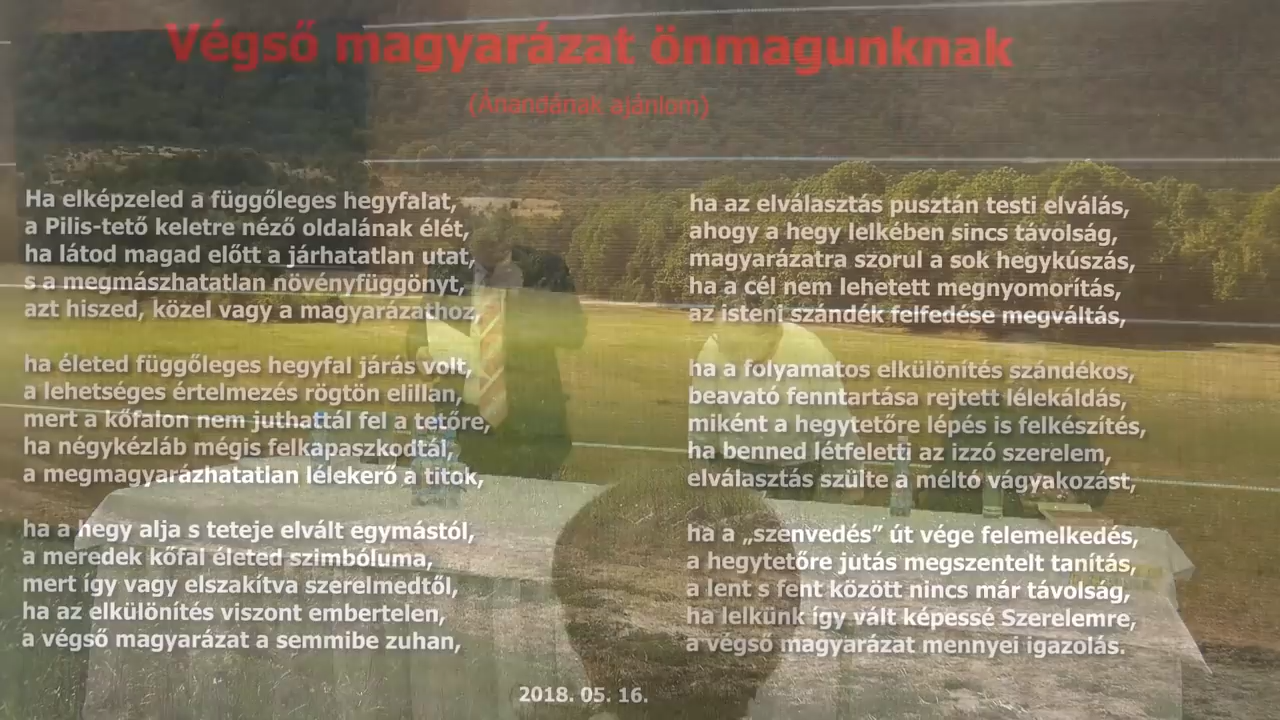 Végső magyarázat önmagunknak
(Ánandának ajánlom)
Ha elképzeled a függőleges hegyfalat,
a Pilis-tető keletre néző oldalának élét,
ha látod magad előtt a járhatatlan utat,
s a megmászhatatlan növényfüggönyt,
azt hiszed, közel vagy a magyarázathoz,
ha életed függőleges hegyfal járás volt,
a lehetséges értelmezés rögtön elillan,
mert a kőfalon nem juthattál fel a tetőre,
ha négykézláb mégis felkapaszkodtál,
a megmagyarázhatatlan lélekerő a titok,
ha a hegy alja s teteje elvált egymástól,
a meredek kőfal életed szimbóluma,
mert így vagy elszakítva szerelmedtől,
ha az elkülönítés viszont embertelen,
a végső magyarázat a semmibe zuhan,
ha az elválasztás pusztán testi elválás,
ahogy a hegy lelkében sincs távolság,
magyarázatra szorul a sok hegykúszás,
ha a cél nem lehetett megnyomorítás,
az isteni szándék felfedése megváltás,
ha a folyamatos elkülönítés szándékos,
beavató fenntartása rejtett lélekáldás,
miként a hegytetőre lépés is felkészítés,
ha benned létfeletti az izzó szerelem,
elválasztás szülte a méltó vágyakozást,
ha a „szenvedés” út vége felemelkedés,
a hegytetőre jutás megszentelt tanítás,
a lent s fent között nincs már távolság,
ha lelkünk így vált képessé Szerelemre,
a végső magyarázat mennyei igazolás.
2018. 05. 16.